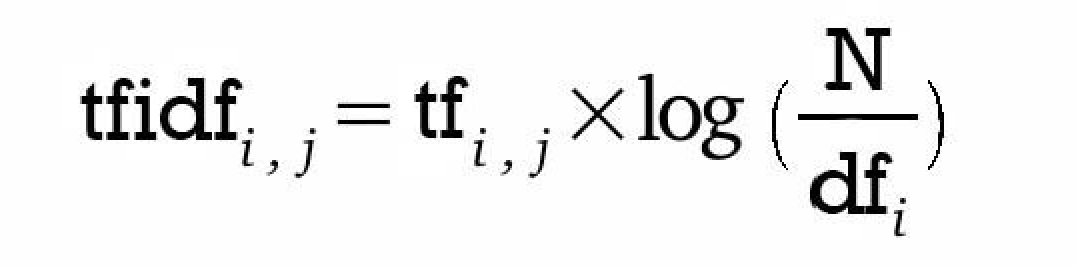 tfidf_{i, j} = tf_{i, j} × log (N / df_i)